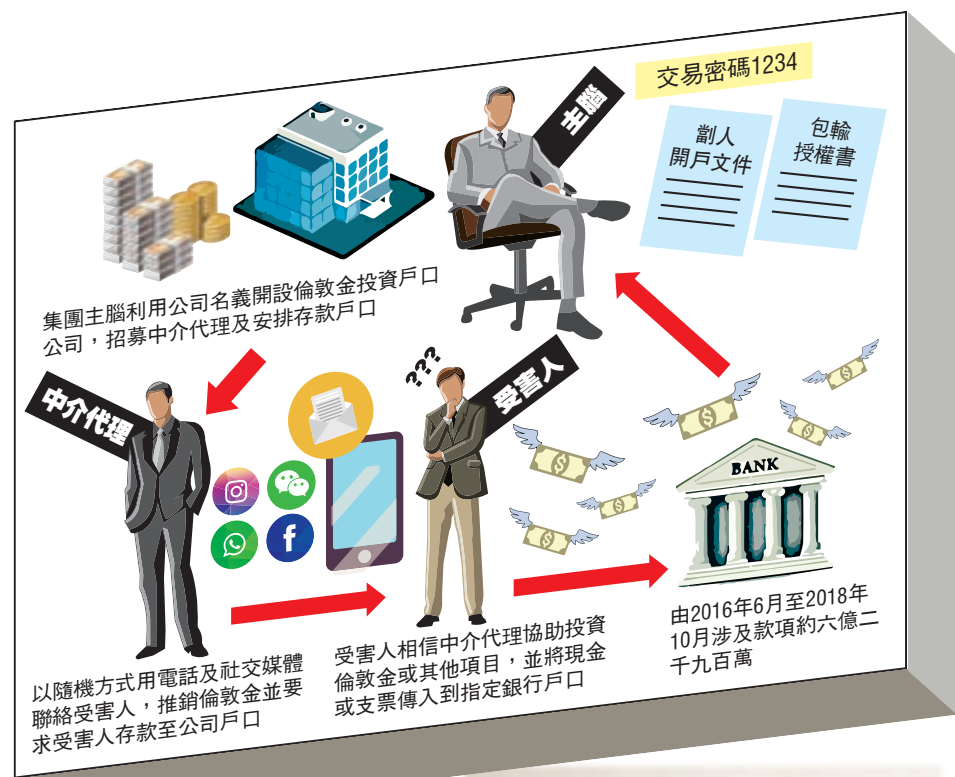 交易密碼1234
主腦
劃人
開戶文件
包輸
授權書
集團主腦利用公司名義開設倫敦金投資戶口
公司，招募中介代理及安排存款戶口
中介代理
???
受害人
BANK
以隨機方式用電話及社交媒體
聯絡受害人，推銷倫敦金並要
求受害人存款至公司戶口
受害人相信中介代理協助投資
倫敦金或其他項目，並將現金
或支票傳入到指定銀行戶口
由2016年6月至2018年
10月涉及款項約六億二
千九百萬